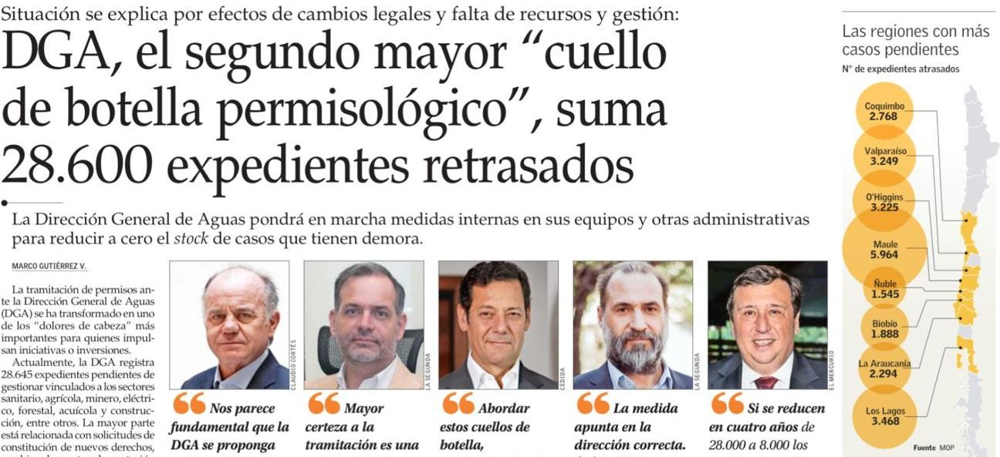 Situación se explica por efectos de cambios legales y falta de recursos y gestión:
DGA, el segundo mayor “cuello
de botella permisológico”, suma
28.600 expedientes retrasados
La Dirección General de Aguas pondrá en marcha medidas internas en sus equipos y otras administrativas
para reducir a cero el stock de casos que tienen demora.
MARCO GUTIÉRREZ V.
La tramitación de permisos an-
te la Dirección General de Aguas
(DGA) se ha transformado en uno
de los “dolores de cabeza” más
importantes para quienes impul-
san iniciativas o inversiones.
Actualmente, la DGA registra
28.645 expedientes pendientes de
gestionar vinculados a los sectores
sanitario, agrícola, minero, eléctri-
co, forestal, acuícola y construc-
ción, entre otros. La mayor parte
está relacionada con solicitudes de
constitución de nuevos derechos,
CLAUDIO CORTÉS
“ Nos parece
fundamental que la
DGA se proponga
LA SEGUNDA
“ Mayor
certeza a la
tramitación es una
CEDIDA
“ Abordar
estos cuellos de
botella,
LA SEGUNDA
“ La medida
apunta en la
dirección correcta.
EL MERCURIO
“ Si se reducen
en cuatro años de
28.000 a 8.000 los
Las regiones con más
casos pendientes
N° de expedientes atrasados
Coquimbo
2.768
Valparaíso
3.249
O’Higgins
3.225
Maule
5.964
Ñuble
1.545
Biobío
1.888
La Araucanía
2.294
Los Lagos
3.468
Fuente MOP